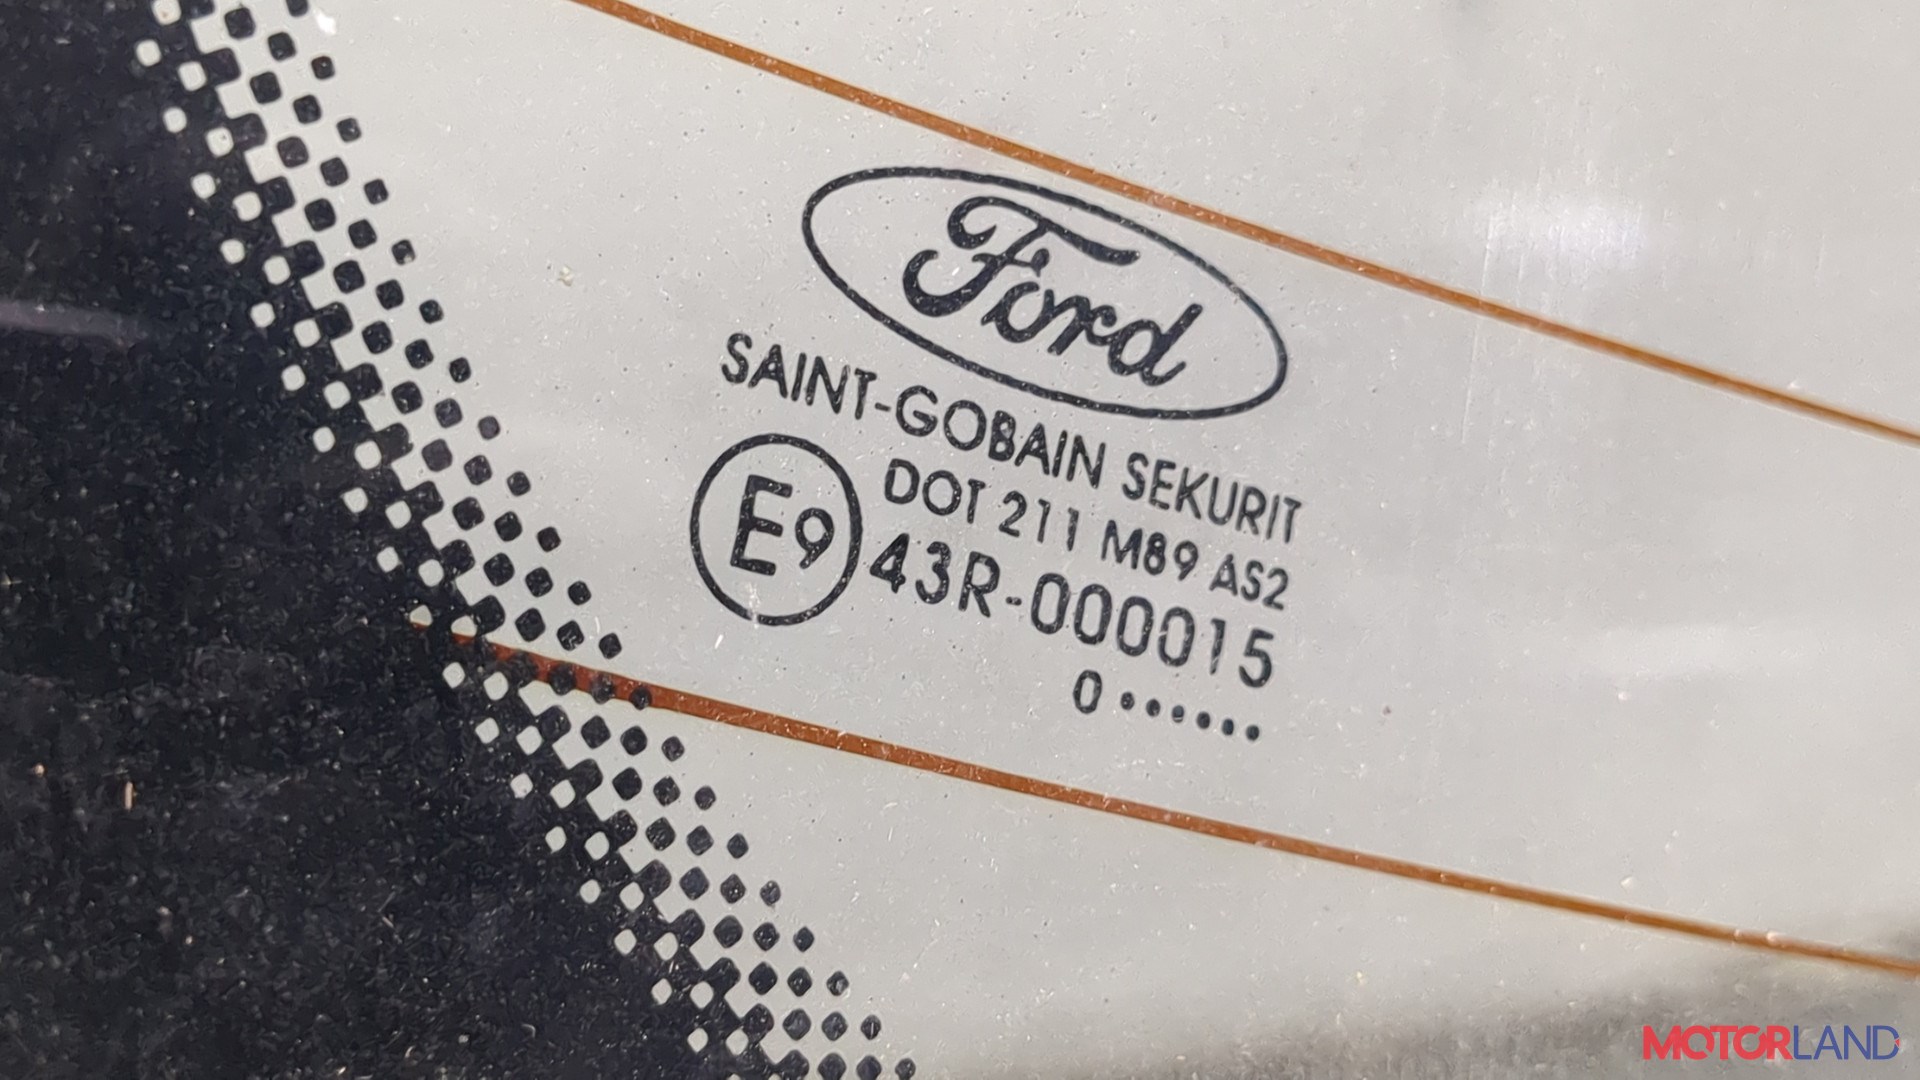 Ford
SAINT-GOBAIN SEKURIT
DOT 211 M89 AS2
E9 43R-000015
0 ••••••
MOTORLAND